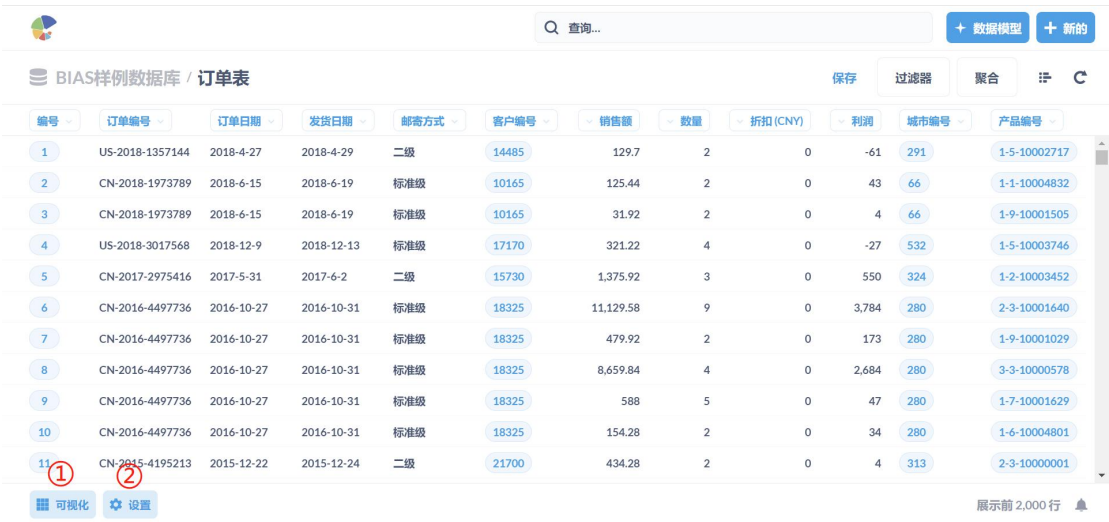 查询...
数据模型
新的
BIAS样例数据库 / 订单表
保存 过滤器 聚合
编号 订单编号 订单日期 发货日期 邮寄方式 客户编号 销售额 数量 折扣 (CNY) 利润 城市编号 产品编号
1 US-2018-1357144 2018-4-27 2018-4-29 二级 14485 129.7 2 0 -61 291 1-5-10002717
2 CN-2018-1973789 2018-6-15 2018-6-19 标准级 10165 125.44 2 0 43 66 1-1-10004832
3 CN-2018-1973789 2018-6-15 2018-6-19 标准级 10165 31.92 2 0 4 66 1-9-10001505
4 US-2018-3017568 2018-12-9 2018-12-13 标准级 17170 321.22 4 0 -27 532 1-5-10003746
5 CN-2017-2975416 2017-5-31 2017-6-2 二级 15730 1,375.92 3 0 550 324 1-2-10003452
6 CN-2016-4497736 2016-10-27 2016-10-31 标准级 18325 11,129.58 9 0 3,784 280 2-3-10001640
7 CN-2016-4497736 2016-10-27 2016-10-31 标准级 18325 479.92 2 0 173 280 1-9-10001029
8 CN-2016-4497736 2016-10-27 2016-10-31 标准级 18325 8,659.84 4 0 2,684 280 3-3-10000578
9 CN-2016-4497736 2016-10-27 2016-10-31 标准级 18325 588 5 0 47 280 1-7-10001629
10 CN-2016-4497736 2016-10-27 2016-10-31 标准级 18325 154.28 2 0 34 280 1-6-10004801
11 CN-2015-4195213 2015-12-22 2015-12-24 二级 21700 434.28 2 0 4 313 2-3-10000001
① ②
可视化 设置 展示前 2,000 行